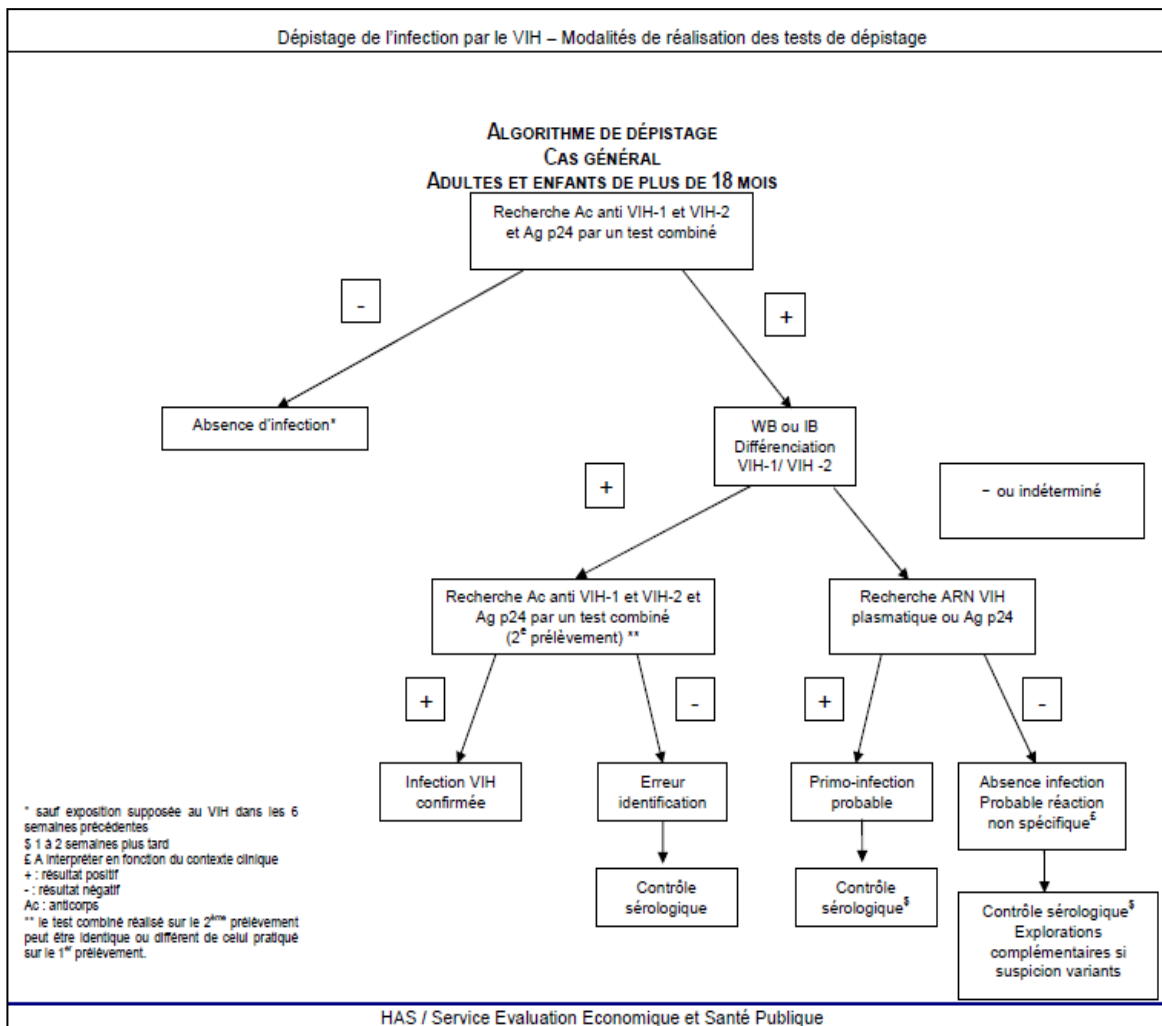 Dépistage de l'infection par le VIH – Modalités de réalisation des tests de dépistage
ALGORITHME DE DÉPISTAGE
CAS GÉNÉRAL
ADULTES ET ENFANTS DE PLUS DE 18 MOIS
Recherche Ac anti VIH-1 et VIH-2
et Ag p24 par un test combiné
-
+
Absence d'infection*
WB ou IB
Différenciation
VIH-1/ VIH -2
+
- ou indéterminé
Recherche Ac anti VIH-1 et VIH-2 et
Ag p24 par un test combiné
(2e prélèvement) **
Recherche ARN VIH
plasmatique ou Ag p24
+
-
+
-
Infection VIH
confirmée
Erreur
identification
Primo-infection
probable
Absence infection
Probable réaction
non spécifique£
Contrôle
sérologique
Contrôle
sérologique$
Contrôle sérologique$
Explorations
complémentaires si
suspicion variants
* sauf exposition supposée au VIH dans les 6
semaines précédentes
$ 1 à 2 semaines plus tard
£ A interpréter en fonction du contexte clinique
+ : résultat positif
- : résultat négatif
Ac : anticorps
** le test combiné réalisé sur le 2ème prélèvement
peut être identique ou différent de celui pratiqué
sur le 1er prélèvement.
HAS / Service Evaluation Economique et Santé Publique